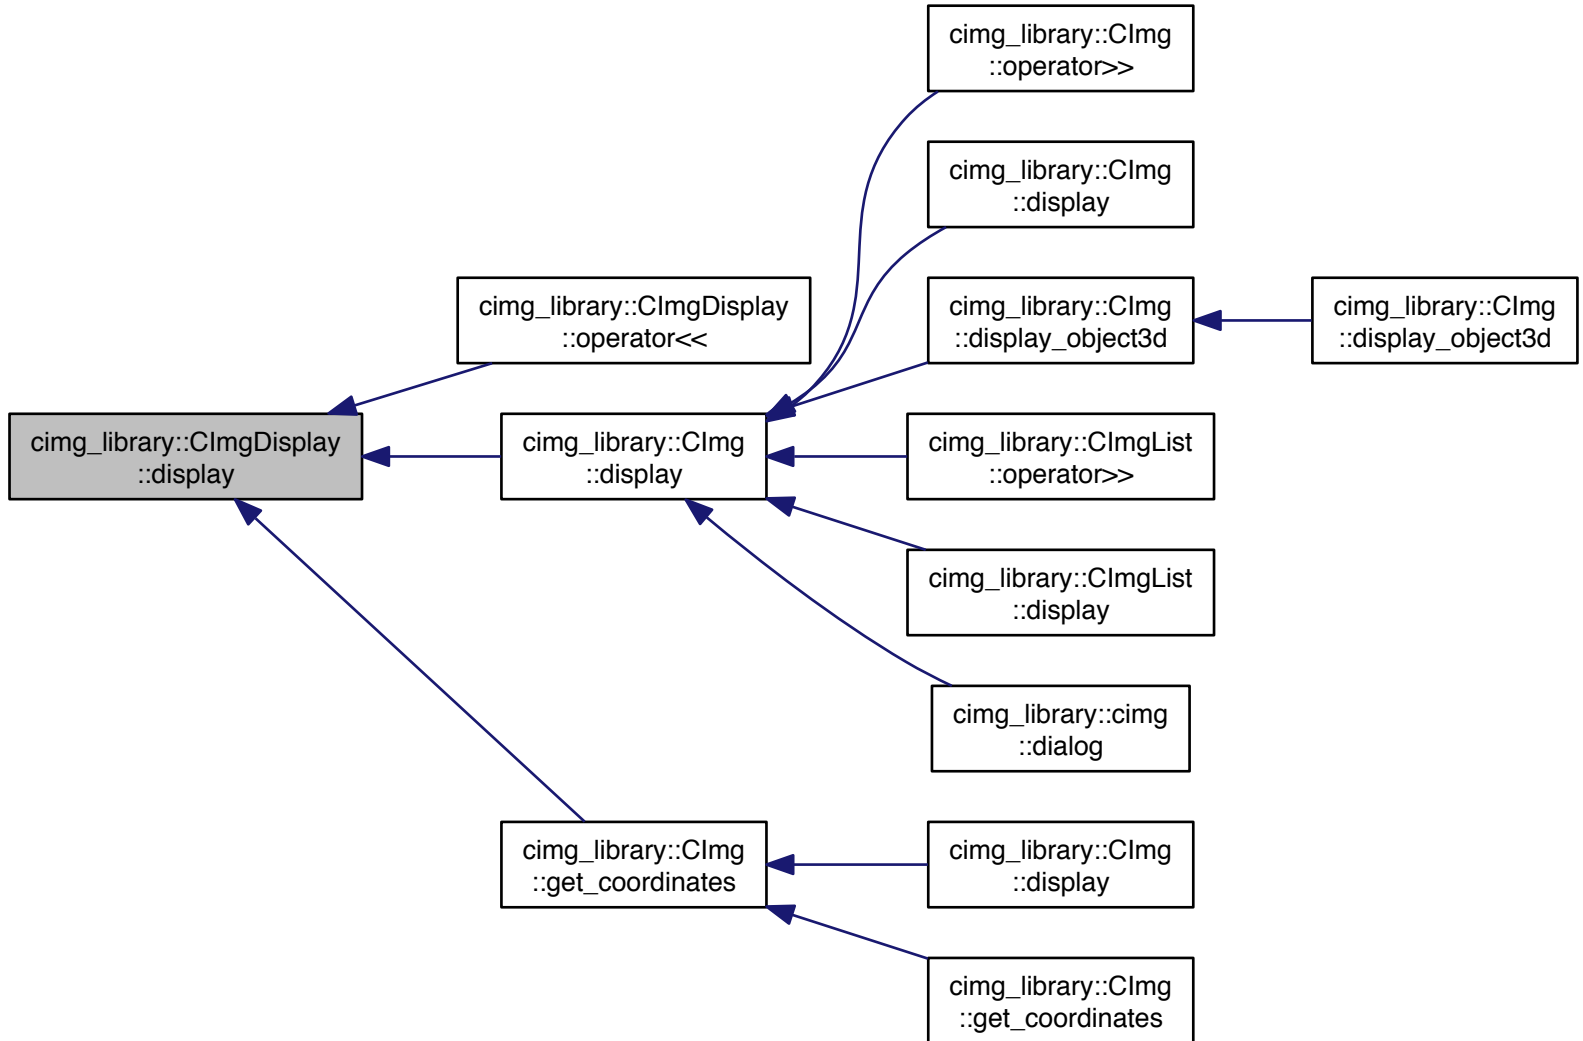 cimg_library::CImg
::operator>>
cimg_library::CImg
::display
cimg_library::CImgDisplay
::operator<<
cimg_library::CImg
::display_object3d
cimg_library::CImg
::display_object3d
cimg_library::CImgDisplay
::display
cimg_library::CImg
::display
cimg_library::CImgList
::operator>>
cimg_library::CImgList
::display
cimg_library::cimg
::dialog
cimg_library::CImg
::get_coordinates
cimg_library::CImg
::display
cimg_library::CImg
::get_coordinates